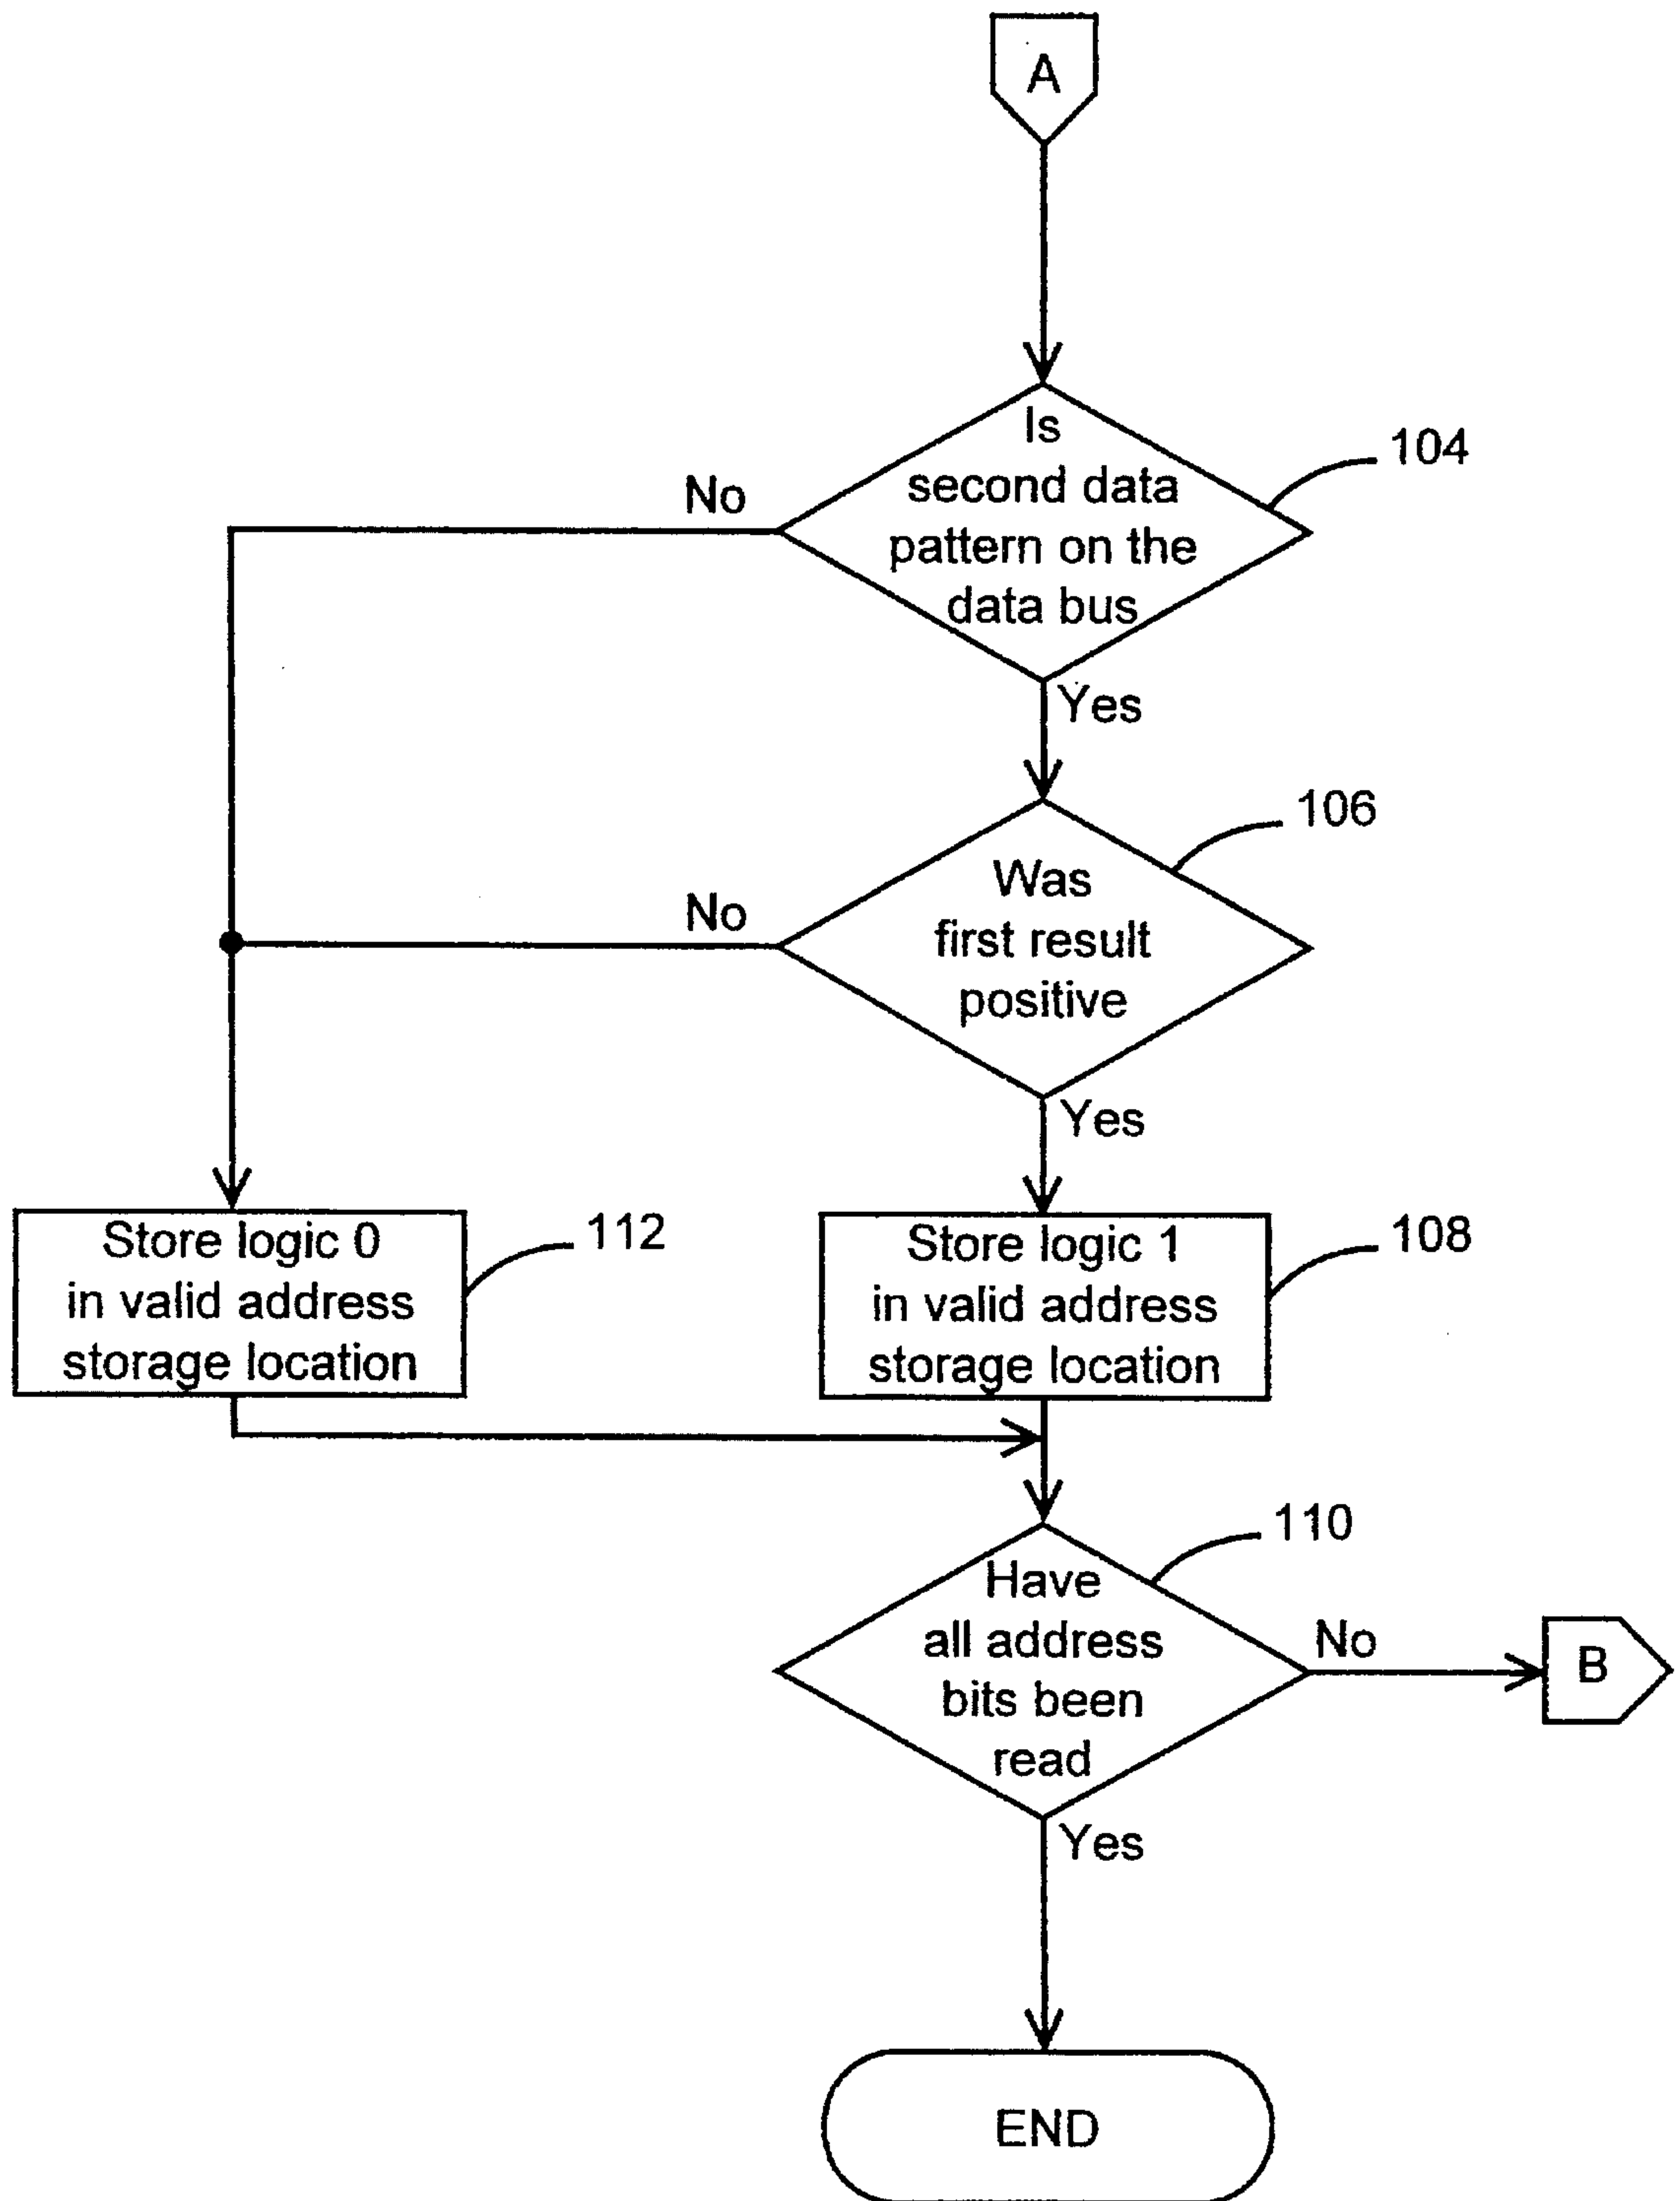 A
Is
second data
pattern on the
data bus
104
No
Yes
Was
first result
positive
106
No
Yes
Store logic 0
in valid address
storage location
112
Store logic 1
in valid address
storage location
108
Have
all address
bits been
read
110
No
B
Yes
END